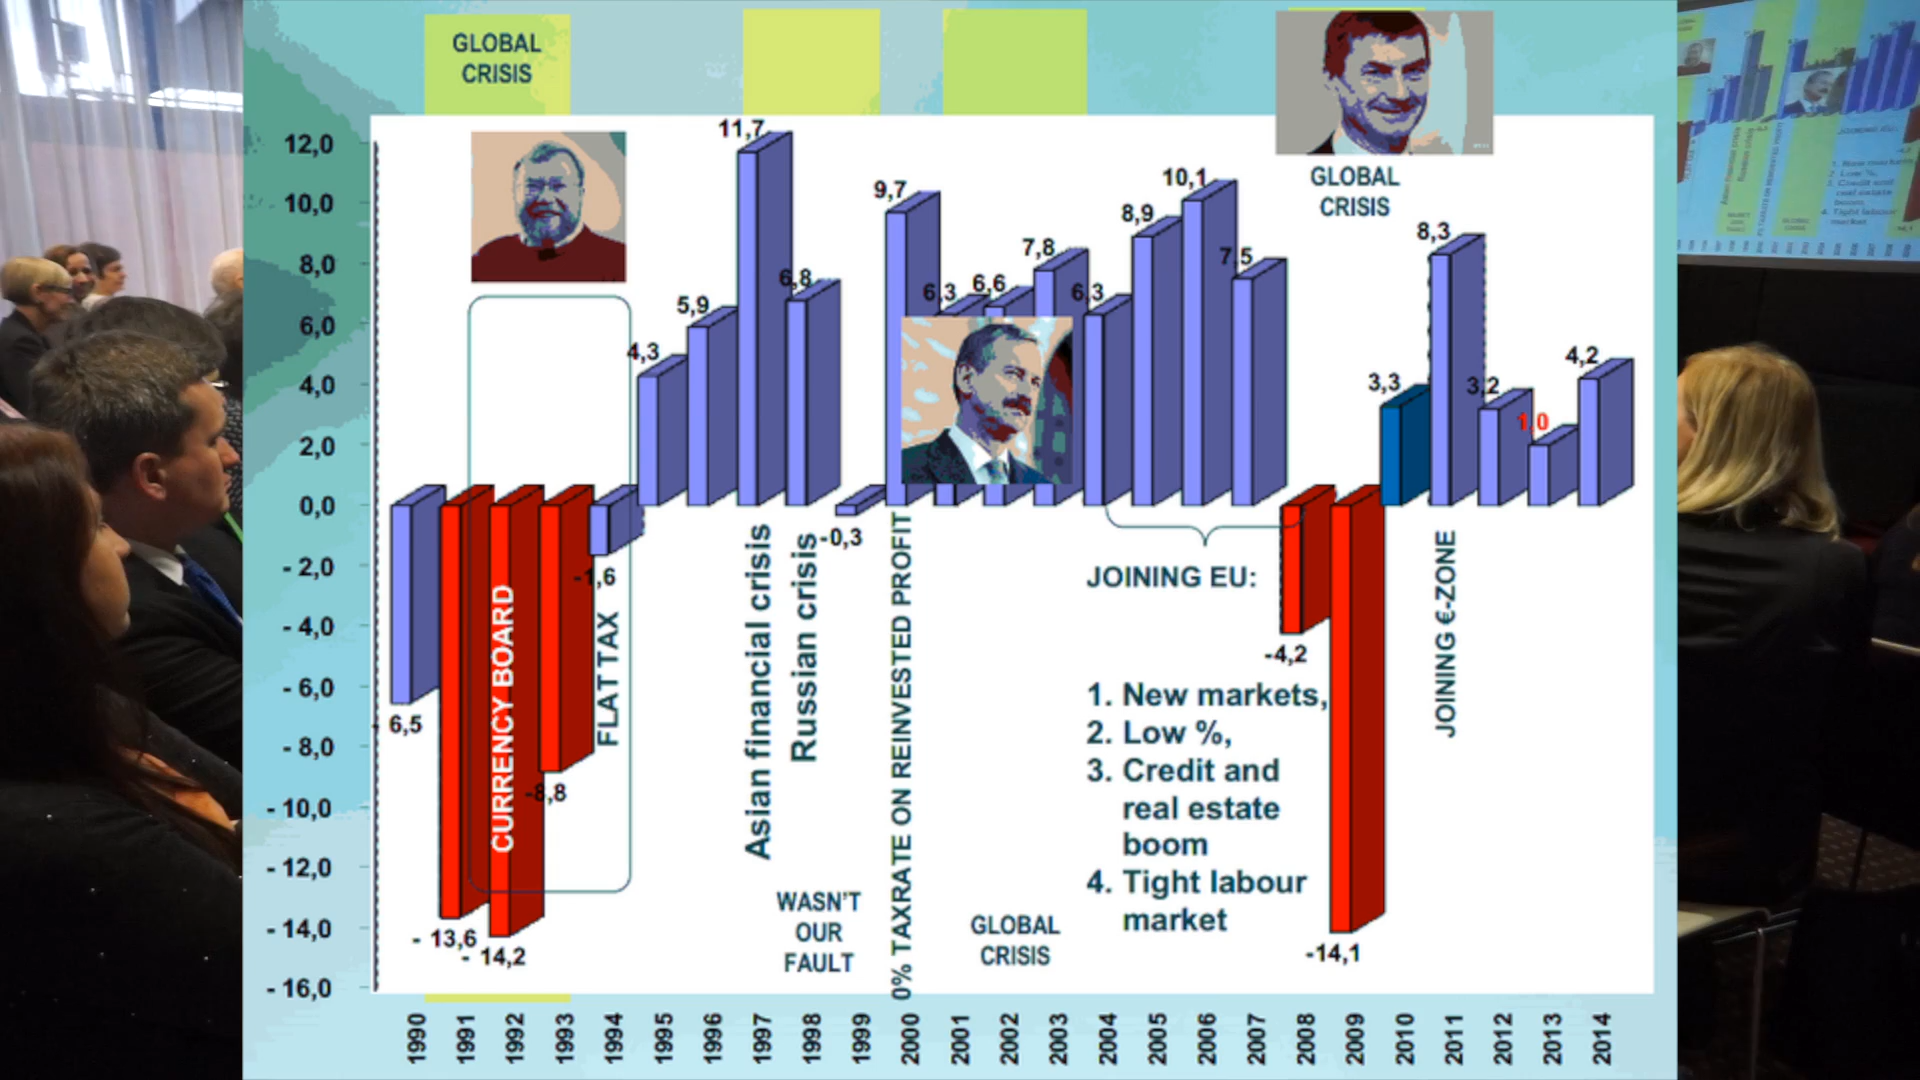 GLOBAL
CRISIS
GLOBAL
CRISIS
12,0
10,0
8,0
6,0
4,0
2,0
0,0
- 2,0
- 4,0
- 6,0
- 8,0
- 10,0
- 12,0
- 14,0
- 16,0
6,5
- 13,6
- 14,2
-8,8
-1,6
4,3
5,9
11,7
6,8
-0,3
9,7
6,3
6,6
7,8
6,3
8,9
10,1
7,5
-4,2
-14,1
3,3
8,3
3,2
1,0
4,2
CURRENCY BOARD
FLAT TAX
Asian financial crisis
Russian crisis
WASN'T
OUR
FAULT
0% TAXRATE ON REINVESTED PROFIT
GLOBAL
CRISIS
JOINING EU:
1. New markets,
2. Low %,
3. Credit and
real estate
boom
4. Tight labour
market
JOINING €-ZONE
1990
1991
1992
1993
1994
1995
1996
1997
1998
1999
2000
2001
2002
2003
2004
2005
2006
2007
2008
2009
2010
2011
2012
2013
2014